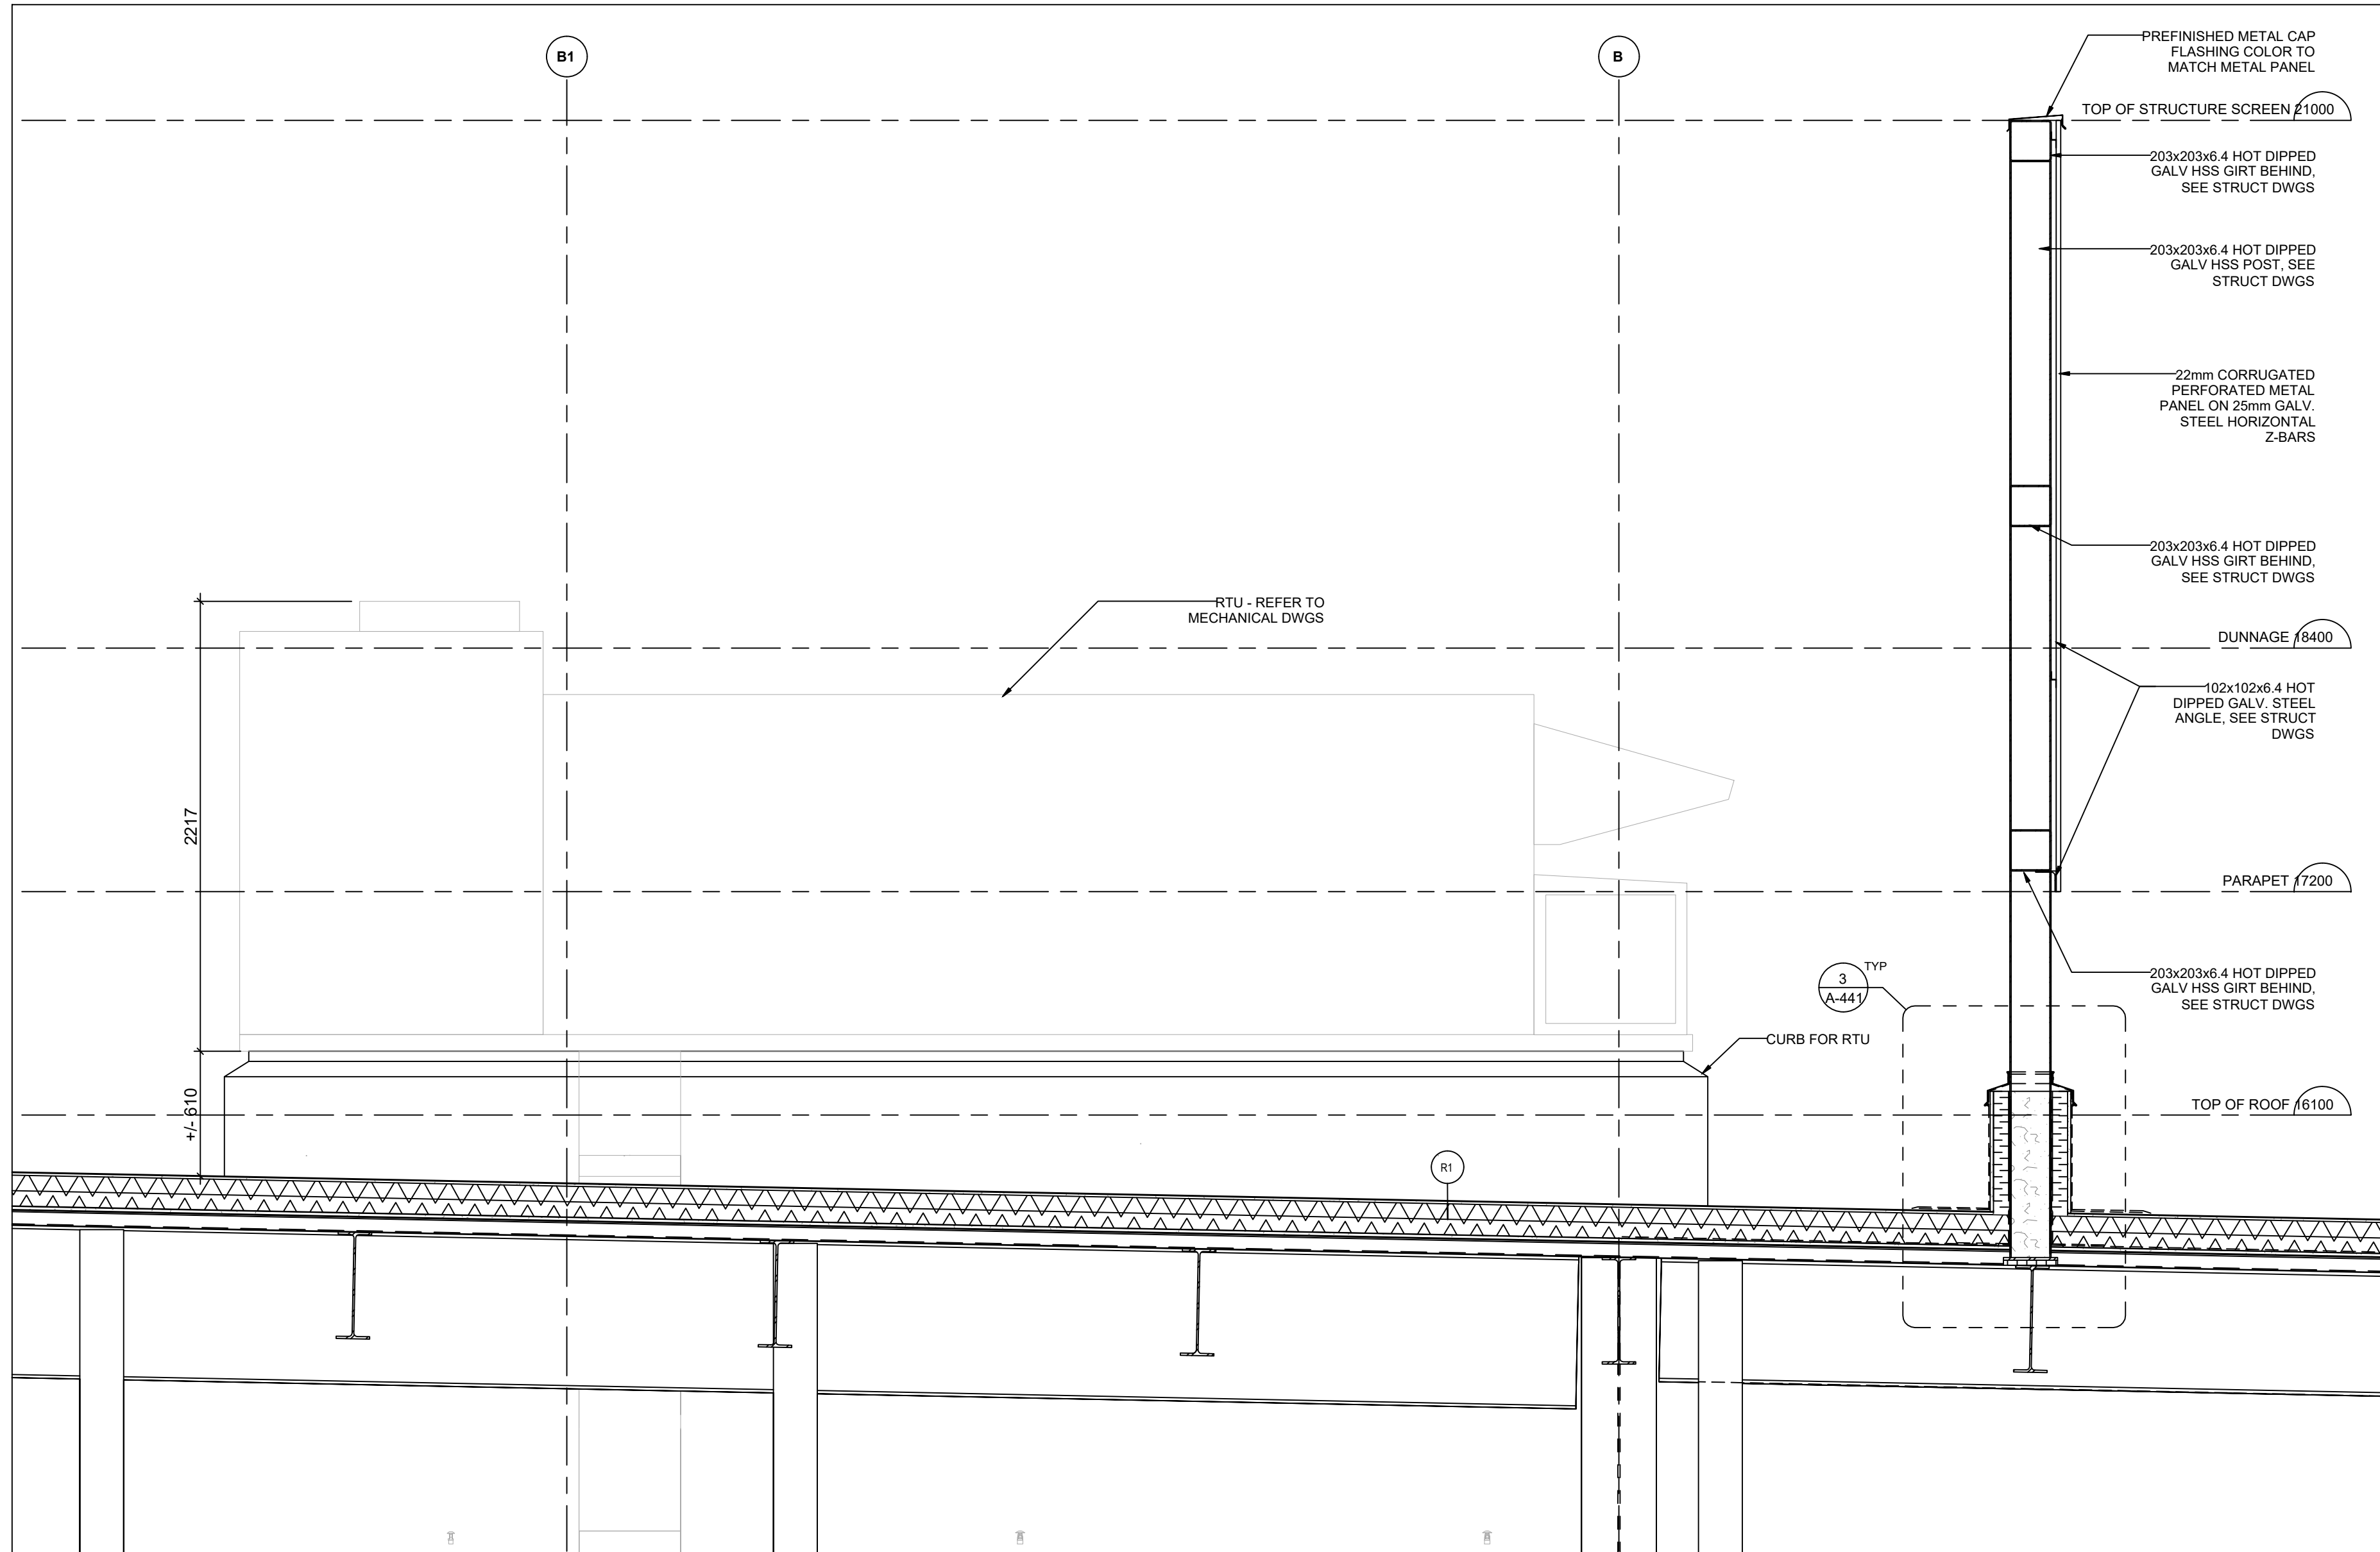 B1
B
PREFINISHED METAL CAP
FLASHING COLOR TO
MATCH METAL PANEL
TOP OF STRUCTURE SCREEN 21000
203x203x6.4 HOT DIPPED
GALV HSS GIRT BEHIND,
SEE STRUCT DWGS
203x203x6.4 HOT DIPPED
GALV HSS POST, SEE
STRUCT DWGS
22mm CORRUGATED
PERFORATED METAL
PANEL ON 25mm GALV.
STEEL HORIZONTAL
Z-BARS
203x203x6.4 HOT DIPPED
GALV HSS GIRT BEHIND,
SEE STRUCT DWGS
RTU - REFER TO
MECHANICAL DWGS
DUNNAGE 18400
102x102x6.4 HOT
DIPPED GALV. STEEL
ANGLE, SEE STRUCT
DWGS
2217
PARAPET 17200
3
A-441
TYP
203x203x6.4 HOT DIPPED
GALV HSS GIRT BEHIND,
SEE STRUCT DWGS
CURB FOR RTU
+/- 610
TOP OF ROOF 16100
R1